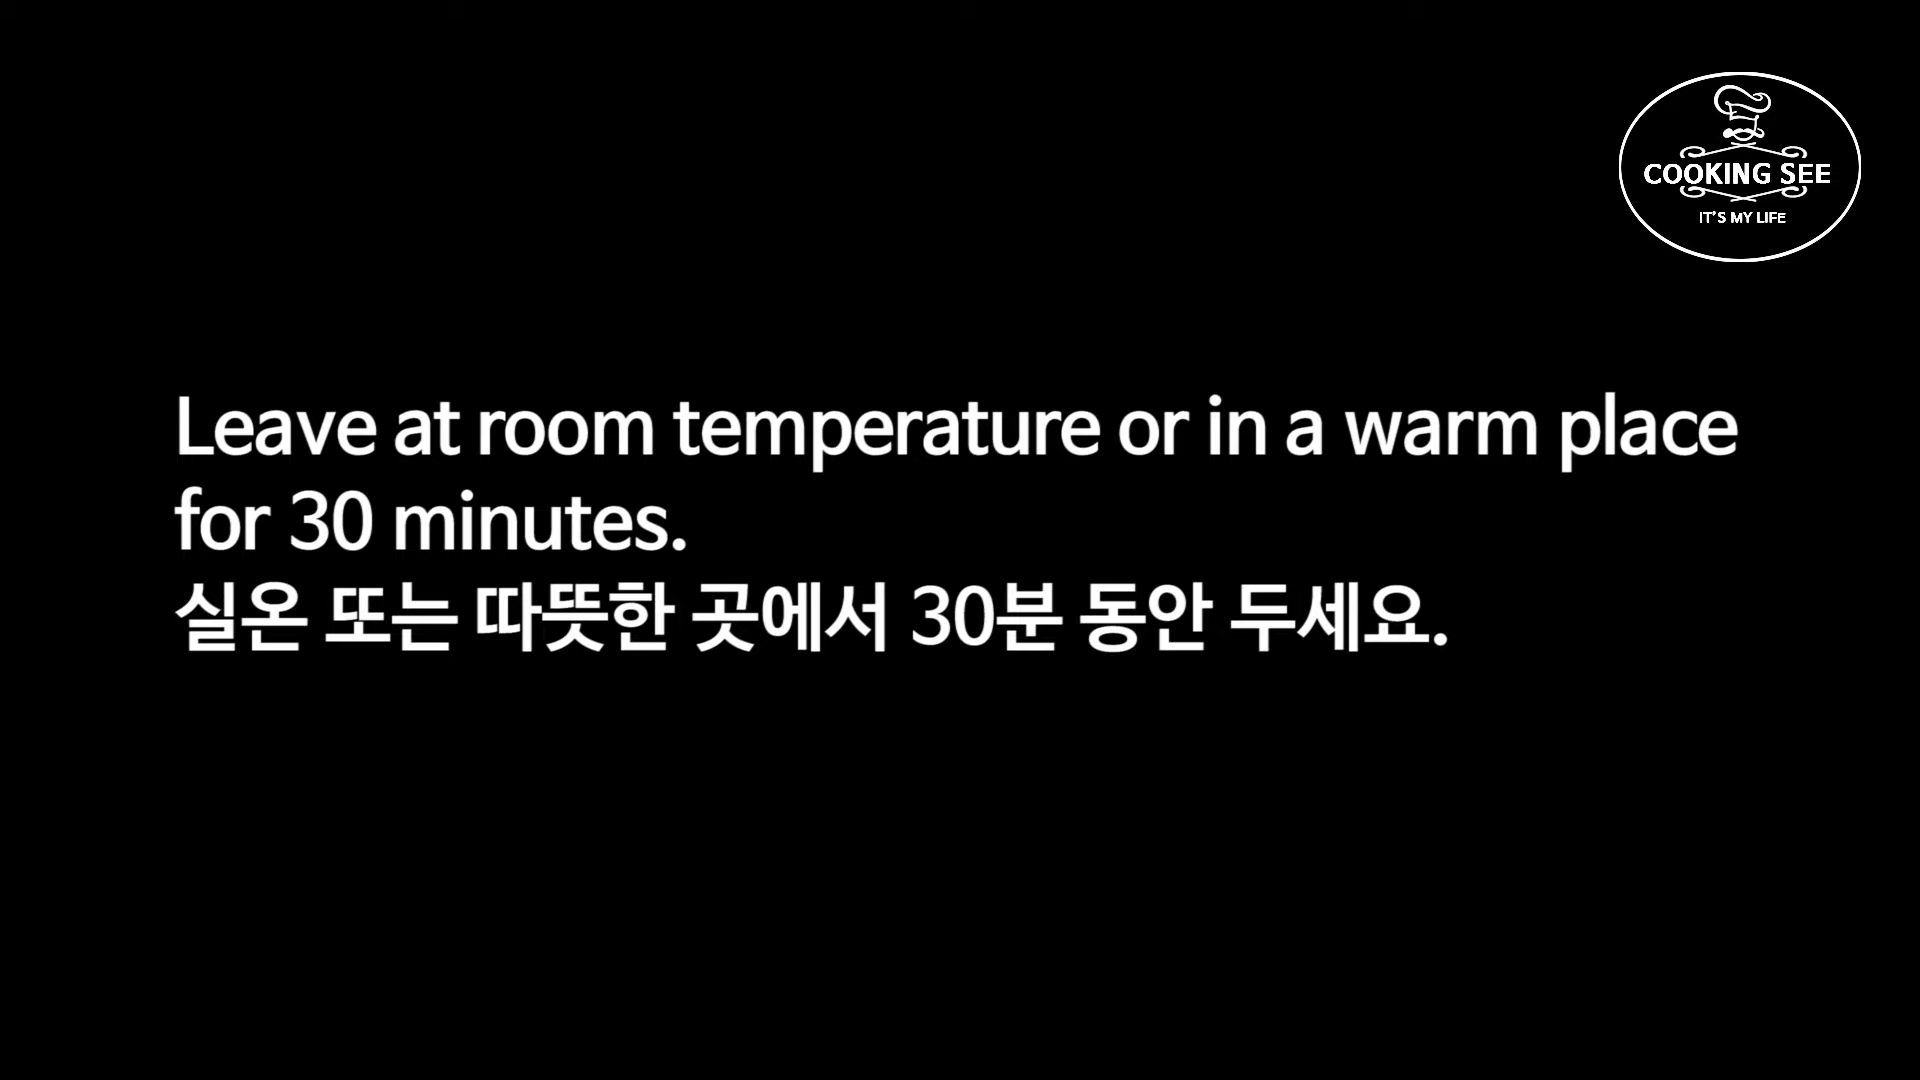 COOKING SEE
IT'S MY LIFE
Leave at room temperature or in a warm place
for 30 minutes.
실온 또는 따뜻한 곳에서 30분 동안 두세요.